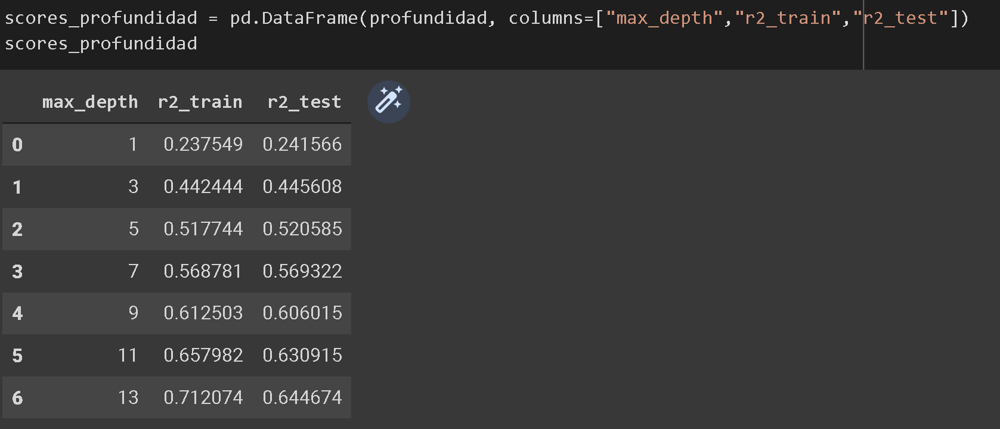 scores_profundidad = pd.DataFrame(profundidad, columns=["max_depth","r2_train","r2_test"])
scores_profundidad
max_depth r2_train r2_test
0 1 0.237549 0.241566
1 3 0.442444 0.445608
2 5 0.517744 0.520585
3 7 0.568781 0.569322
4 9 0.612503 0.606015
5 11 0.657982 0.630915
6 13 0.712074 0.644674